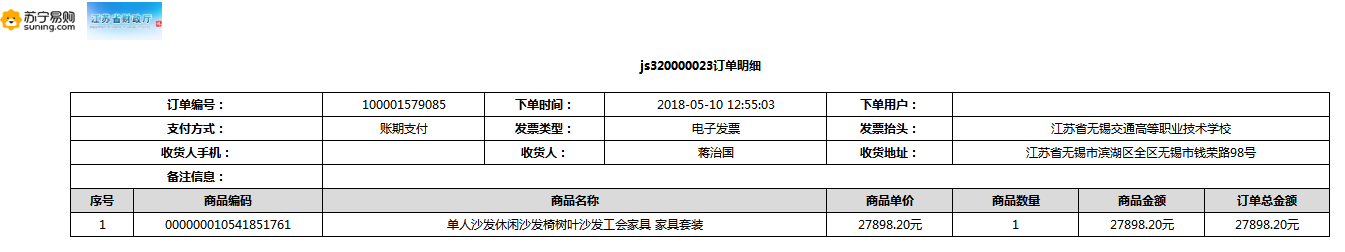 苏宁易购
suning.com
江苏省财政厅
js320000023订单明细
订单编号： 100001579085 下单时间： 2018-05-10 12:55:03 下单用户：
支付方式： 账期支付 发票类型： 电子发票 发票抬头： 江苏省无锡交通高等职业技术学校
收货人手机： 收货人： 蒋治国 收货地址： 江苏省无锡市滨湖区全区无锡市钱荣路98号
备注信息：
序号 商品编码 商品名称 商品单价 商品数量 商品金额 订单总金额
1 000000010541851761 单人沙发休闲沙发椅树叶沙发工会家具 家具套装 27898.20元 1 27898.20元 27898.20元